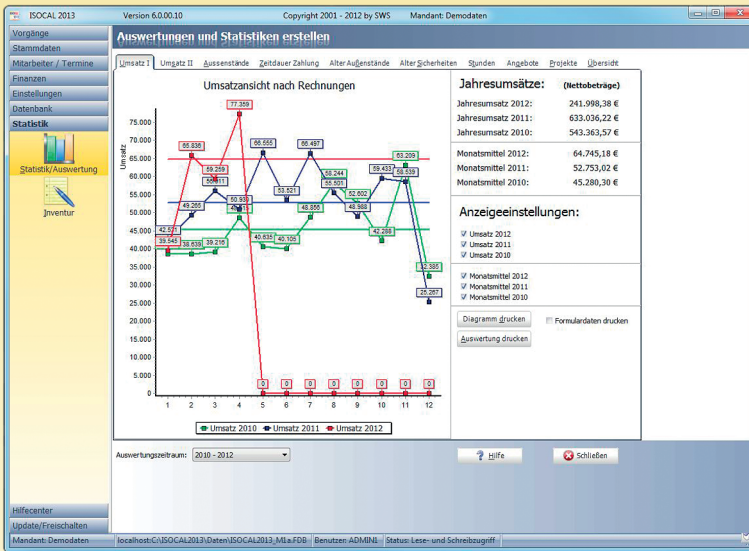 ISOCAL 2013 Version 6.0.00.10 Copyright 2001 - 2012 by SWS Mandant: Demodaten
Vorgänge
Stammdaten
Mitarbeiter / Termine
Finanzen
Einstellungen
Datenbank
Statistik
Statistik/Auswertung
Inventur
Hilfecenter
Update/Freischalten
Auswertungen und Statistiken erstellen
Umsatz I Umsatz II Aussenstände Zeitdauer Zahlung Alter Außenstände Alter Sicherheiten Stunden Angebote Projekte Übersicht
Umsatzansicht nach Rechnungen
Umsatz
75.000
70.000
65.000
60.000
55.000
50.000
45.000
40.000
35.000
30.000
25.000
20.000
15.000
10.000
5.000
0
77.359
65.836
66.555
66.497
63.209
59.269
58.244
59.433
58.539
55.501
53.521
52.602
50.930
49.265
48.988
48.856
42.571
42.288
40.635
40.105
39.545
38.639
39.216
25.267
0 0 0 0 0 0 0 0
1 2 3 4 5 6 7 8 9 10 11 12
Umsatz 2010 Umsatz 2011 Umsatz 2012
Auswertungszeitraum: 2010 - 2012
Jahresumsätze: (Nettobeträge)
Jahresumsatz 2012: 241.998,38 €
Jahresumsatz 2011: 633.036,22 €
Jahresumsatz 2010: 543.363,57 €
Monatsmittel 2012: 64.745,18 €
Monatsmittel 2011: 52.753,02 €
Monatsmittel 2010: 45.280,30 €
Anzeigeeinstellungen:
Umsatz 2012
Umsatz 2011
Umsatz 2010
Monatsmittel 2012
Monatsmittel 2011
Monatsmittel 2010
Diagramm drucken Formulardaten drucken
Auswertung drucken
Hilfe Schließen
Mandant: Demodaten localhost:C:\ISOCAL2013\Daten\ISOCAL2013_M1a.FDB Benutzer: ADMIN1 Status: Lese- und Schreibzugriff